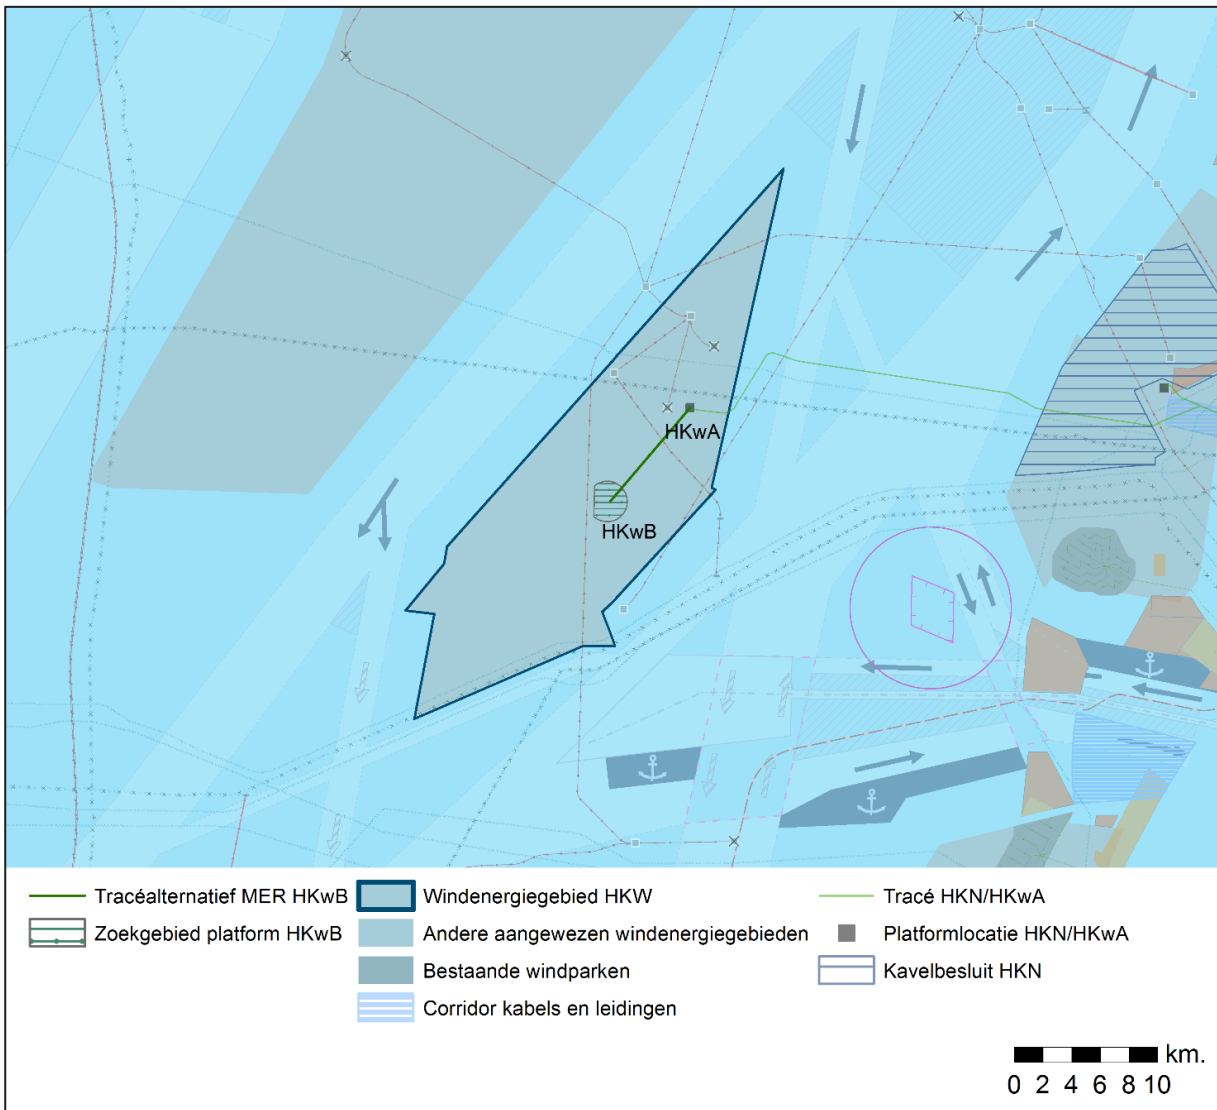 HKwA
HKwB
Tracéalternatief MER HKwB
Zoekgebied platform HKwB
Windenergiegebied HKW
Andere aangewezen windenergiegebieden
Bestaande windparken
Corridor kabels en leidingen
Tracé HKN/HKwA
Platformlocatie HKN/HKwA
Kavelbesluit HKN
km.
0 2 4 6 8 10